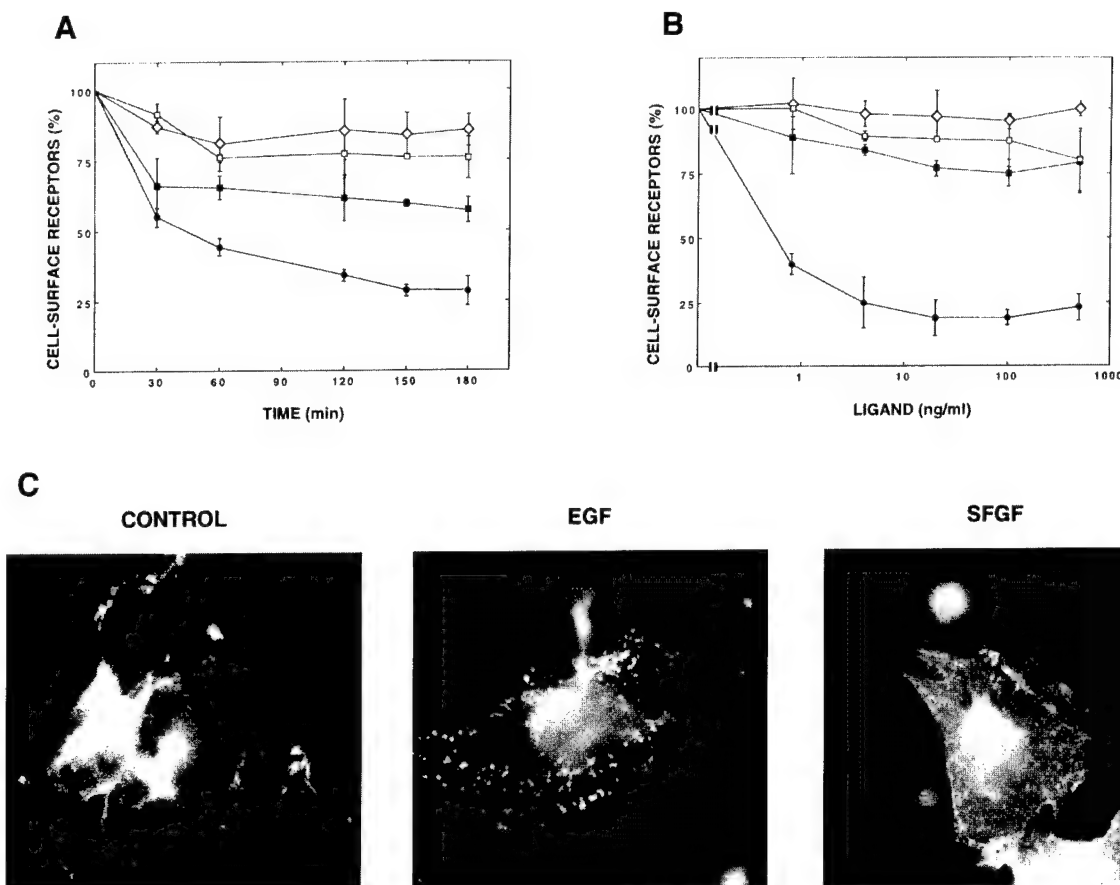 A
CELL-SURFACE RECEPTORS (%)
100
75
50
25
0
0 30 60 90 120 150 180
TIME (min)
B
CELL-SURFACE RECEPTORS (%)
100
75
50
25
0
1 10 100 1000
LIGAND (ng/ml)
C
CONTROL
EGF
SFGF